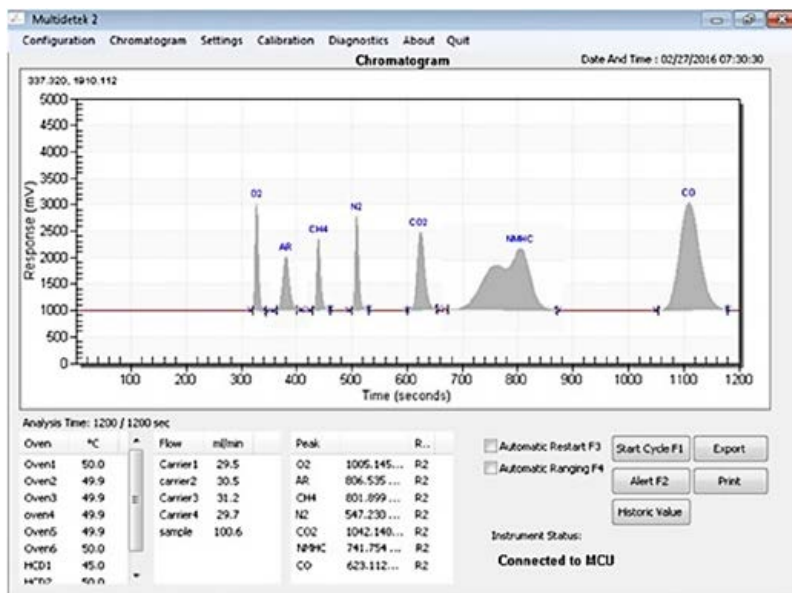 Multidetek 2
Configuration Chromatogram Settings Calibration Diagnostics About Quit
Chromatogram Date And Time : 02/27/2016 07:30:30
337.320, 1910.112
Response (mV)
5000
4500
4000
3500
3000
2500
2000
1500
1000
500
0
O2
AR
CH4
N2
CO2
NMHC
CO
100 200 300 400 500 600 700 800 900 1000 1100 1200
Time (seconds)
Analysis Time: 1200 / 1200 sec
Oven °C
Oven1 50.0
Oven2 49.9
Oven3 49.9
oven4 49.9
Oven5 49.9
Oven6 50.0
HCD1 45.0
HCD2 50.0
Flow ml/min
Carrier1 29.5
carrier2 30.5
Carrier3 31.2
Carrier4 29.7
sample 100.6
Peak R..
O2 1005.145... R2
AR 806.535 ... R2
CH4 801.899 ... R2
N2 547.230 ... R2
CO2 1042.140... R2
NMHC 741.754 ... R2
CO 623.112... R2
Automatic Restart F3
Automatic Ranging F4
Start Cycle F1 Export
Alert F2 Print
Historic Value
Instrument Status:
Connected to MCU